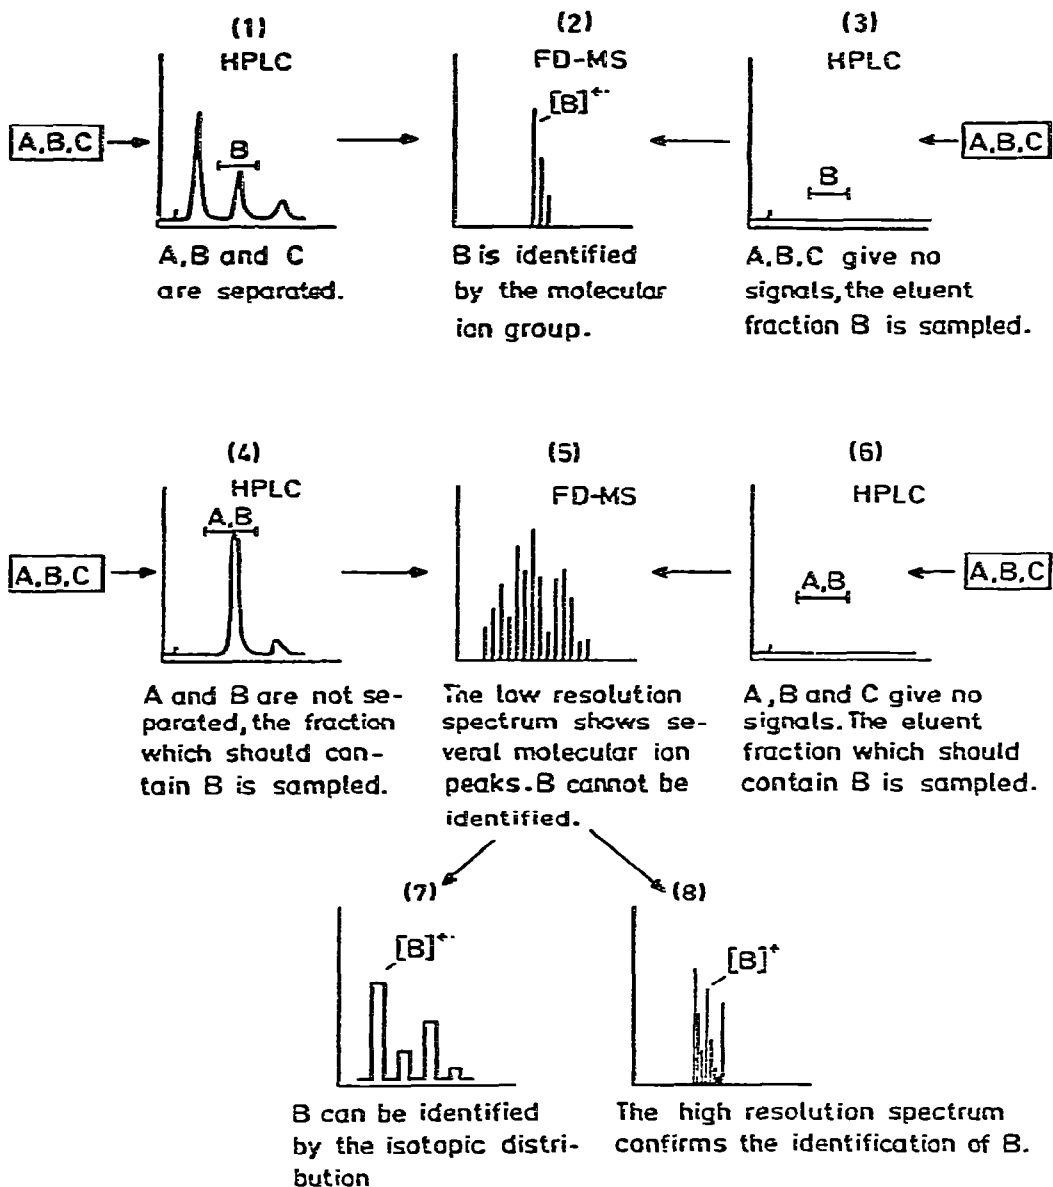 (1)
HPLC
A.B.C
B
A,B and C
are separated.
(2)
FD-MS
[B]+·
B is identified
by the molecular
ion group.
(3)
HPLC
A.B.C
B
A.B.C give no
signals, the eluent
fraction B is sampled.
(4)
HPLC
A.B.C
A,B
A and B are not se-
parated, the fraction
which should con-
tain B is sampled.
(5)
FD-MS
The low resolution
spectrum shows se-
veral molecular ion
peaks. B cannot be
identified.
(6)
HPLC
A.B.C
A,B
A,B and C give no
signals. The eluent
fraction which should
contain B is sampled.
(7)
[B]+·
B can be identified
by the isotopic distri-
bution
(8)
[B]+
The high resolution spectrum
confirms the identification of B.